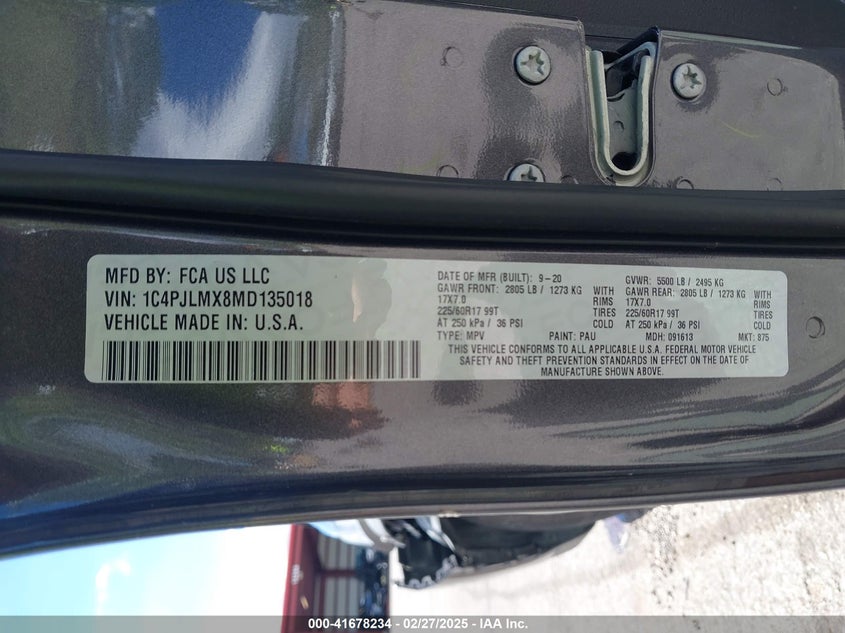 MFD BY: FCA US LLC
VIN: 1C4PJLMX8MD135018
VEHICLE MADE IN: U.S.A.
DATE OF MFR (BUILT): 9-20 GVWR: 5500 LB / 2495 KG
GAWR FRONT: 2805 LB / 1273 KG WITH GAWR REAR: 2805 LB / 1273 KG WITH
17X7.0 RIMS 17X7.0 RIMS
225/60R17 99T TIRES 225/60R17 99T TIRES
AT 250 kPa / 36 PSI COLD AT 250 kPa / 36 PSI COLD
TYPE: MPV PAINT: PAU MDH: 091613 MKT: 875
THIS VEHICLE CONFORMS TO ALL APPLICABLE U.S.A. FEDERAL MOTOR VEHICLE
SAFETY AND THEFT PREVENTION STANDARDS IN EFFECT ON THE DATE OF
MANUFACTURE SHOWN ABOVE.
000-41678234 / 02/27/2025 - IAA Inc.